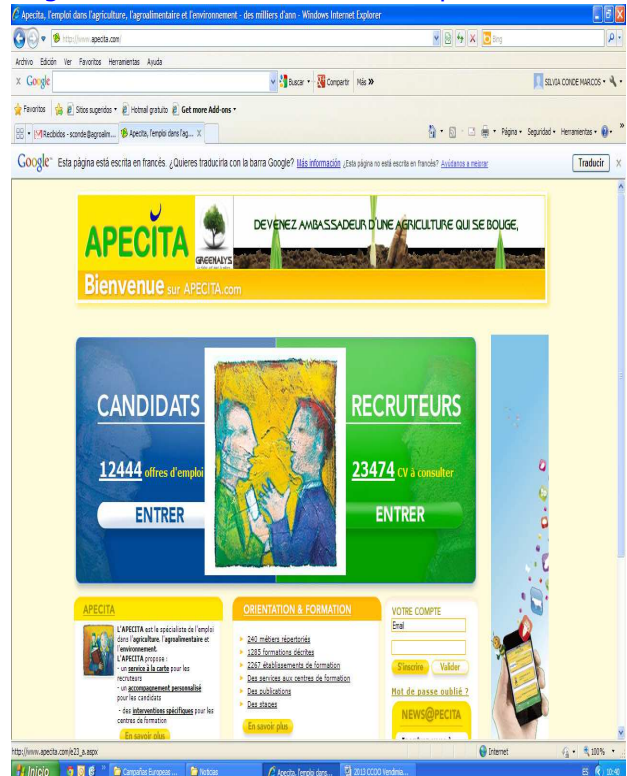 Apecita, l'emploi dans l'agriculture, l'agroalimentaire et l'environnement - des milliers d'ann - Windows Internet Explorer
http://www.apecita.com
Bing
Archivo Edición Ver Favoritos Herramientas Ayuda
x Google
Buscar
Compartir
Más »
SILVIA CONDE MARCOS
Favoritos
Sitios sugeridos
Hotmail gratuito
Get more Add-ons
Recibidos - sconde@agroalim...
Apecita, l'emploi dans l'ag...
X
Página
Seguridad
Herramientas
Google Esta página está escrita en francés. ¿Quieres traducirla con la barra Google? Más información ¿Esta página no está escrita en francés? Ayúdanos a mejorar
Traducir
APECITA
GREENALYS
DEVENEZ AMBASSADEUR D'UNE AGRICULTURE QUI SE BOUGE,
Bienvenue sur APECITA.com
CANDIDATS
12444 offres d'emploi
ENTRER
RECRUTEURS
23474 CV à consulter
ENTRER
APECITA
L'APECITA est le spécialiste de l'emploi
dans l'agriculture, l'agroalimentaire et
l'environnement.
L'APECITA propose :
- un service à la carte pour les
recruteurs
- un accompagnement personnalisé
pour les candidats
- des interventions spécifiques pour les
centres de formation
En savoir plus
ORIENTATION & FORMATION
240 métiers répertoriés
1285 formations décrites
2267 établissements de formation
Des services aux centres de formation
Des publications
Des stages
En savoir plus
VOTRE COMPTE
Email
S'inscrire
Valider
Mot de passe oublié ?
NEWS@PECITA
http://www.apecita.com/e23_a.aspx
Internet
100%
Inicio
Campañas Europeas ...
Noticias
Apecita, l'emploi dans...
2013 CCOO Vendimia...
ES
10:40